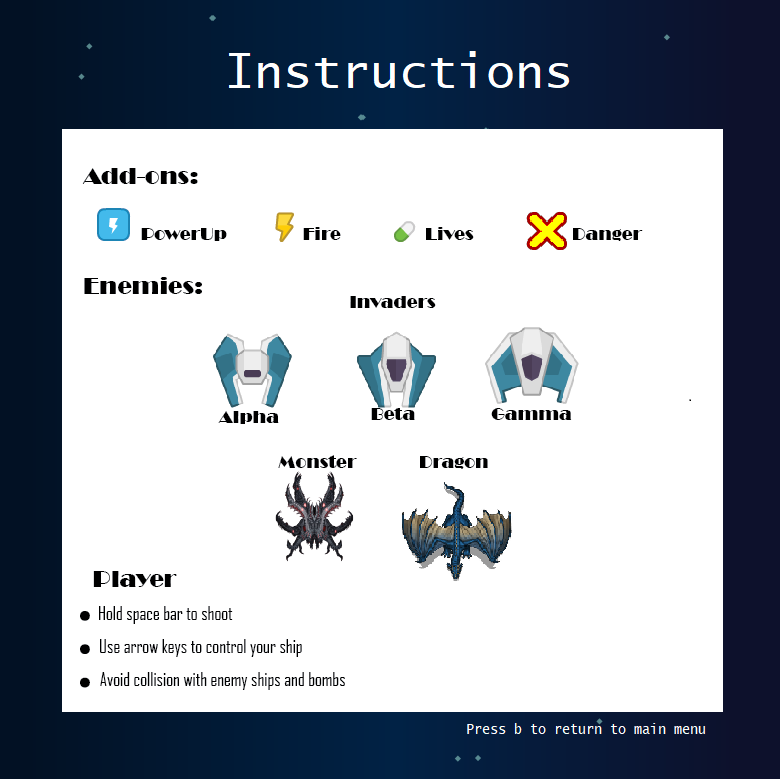 Instructions
Add-ons:
PowerUp Fire Lives Danger
Enemies:
Invaders
Alpha Beta Gamma
Monster Dragon
Player
Hold space bar to shoot
Use arrow keys to control your ship
Avoid collision with enemy ships and bombs
Press b to return to main menu